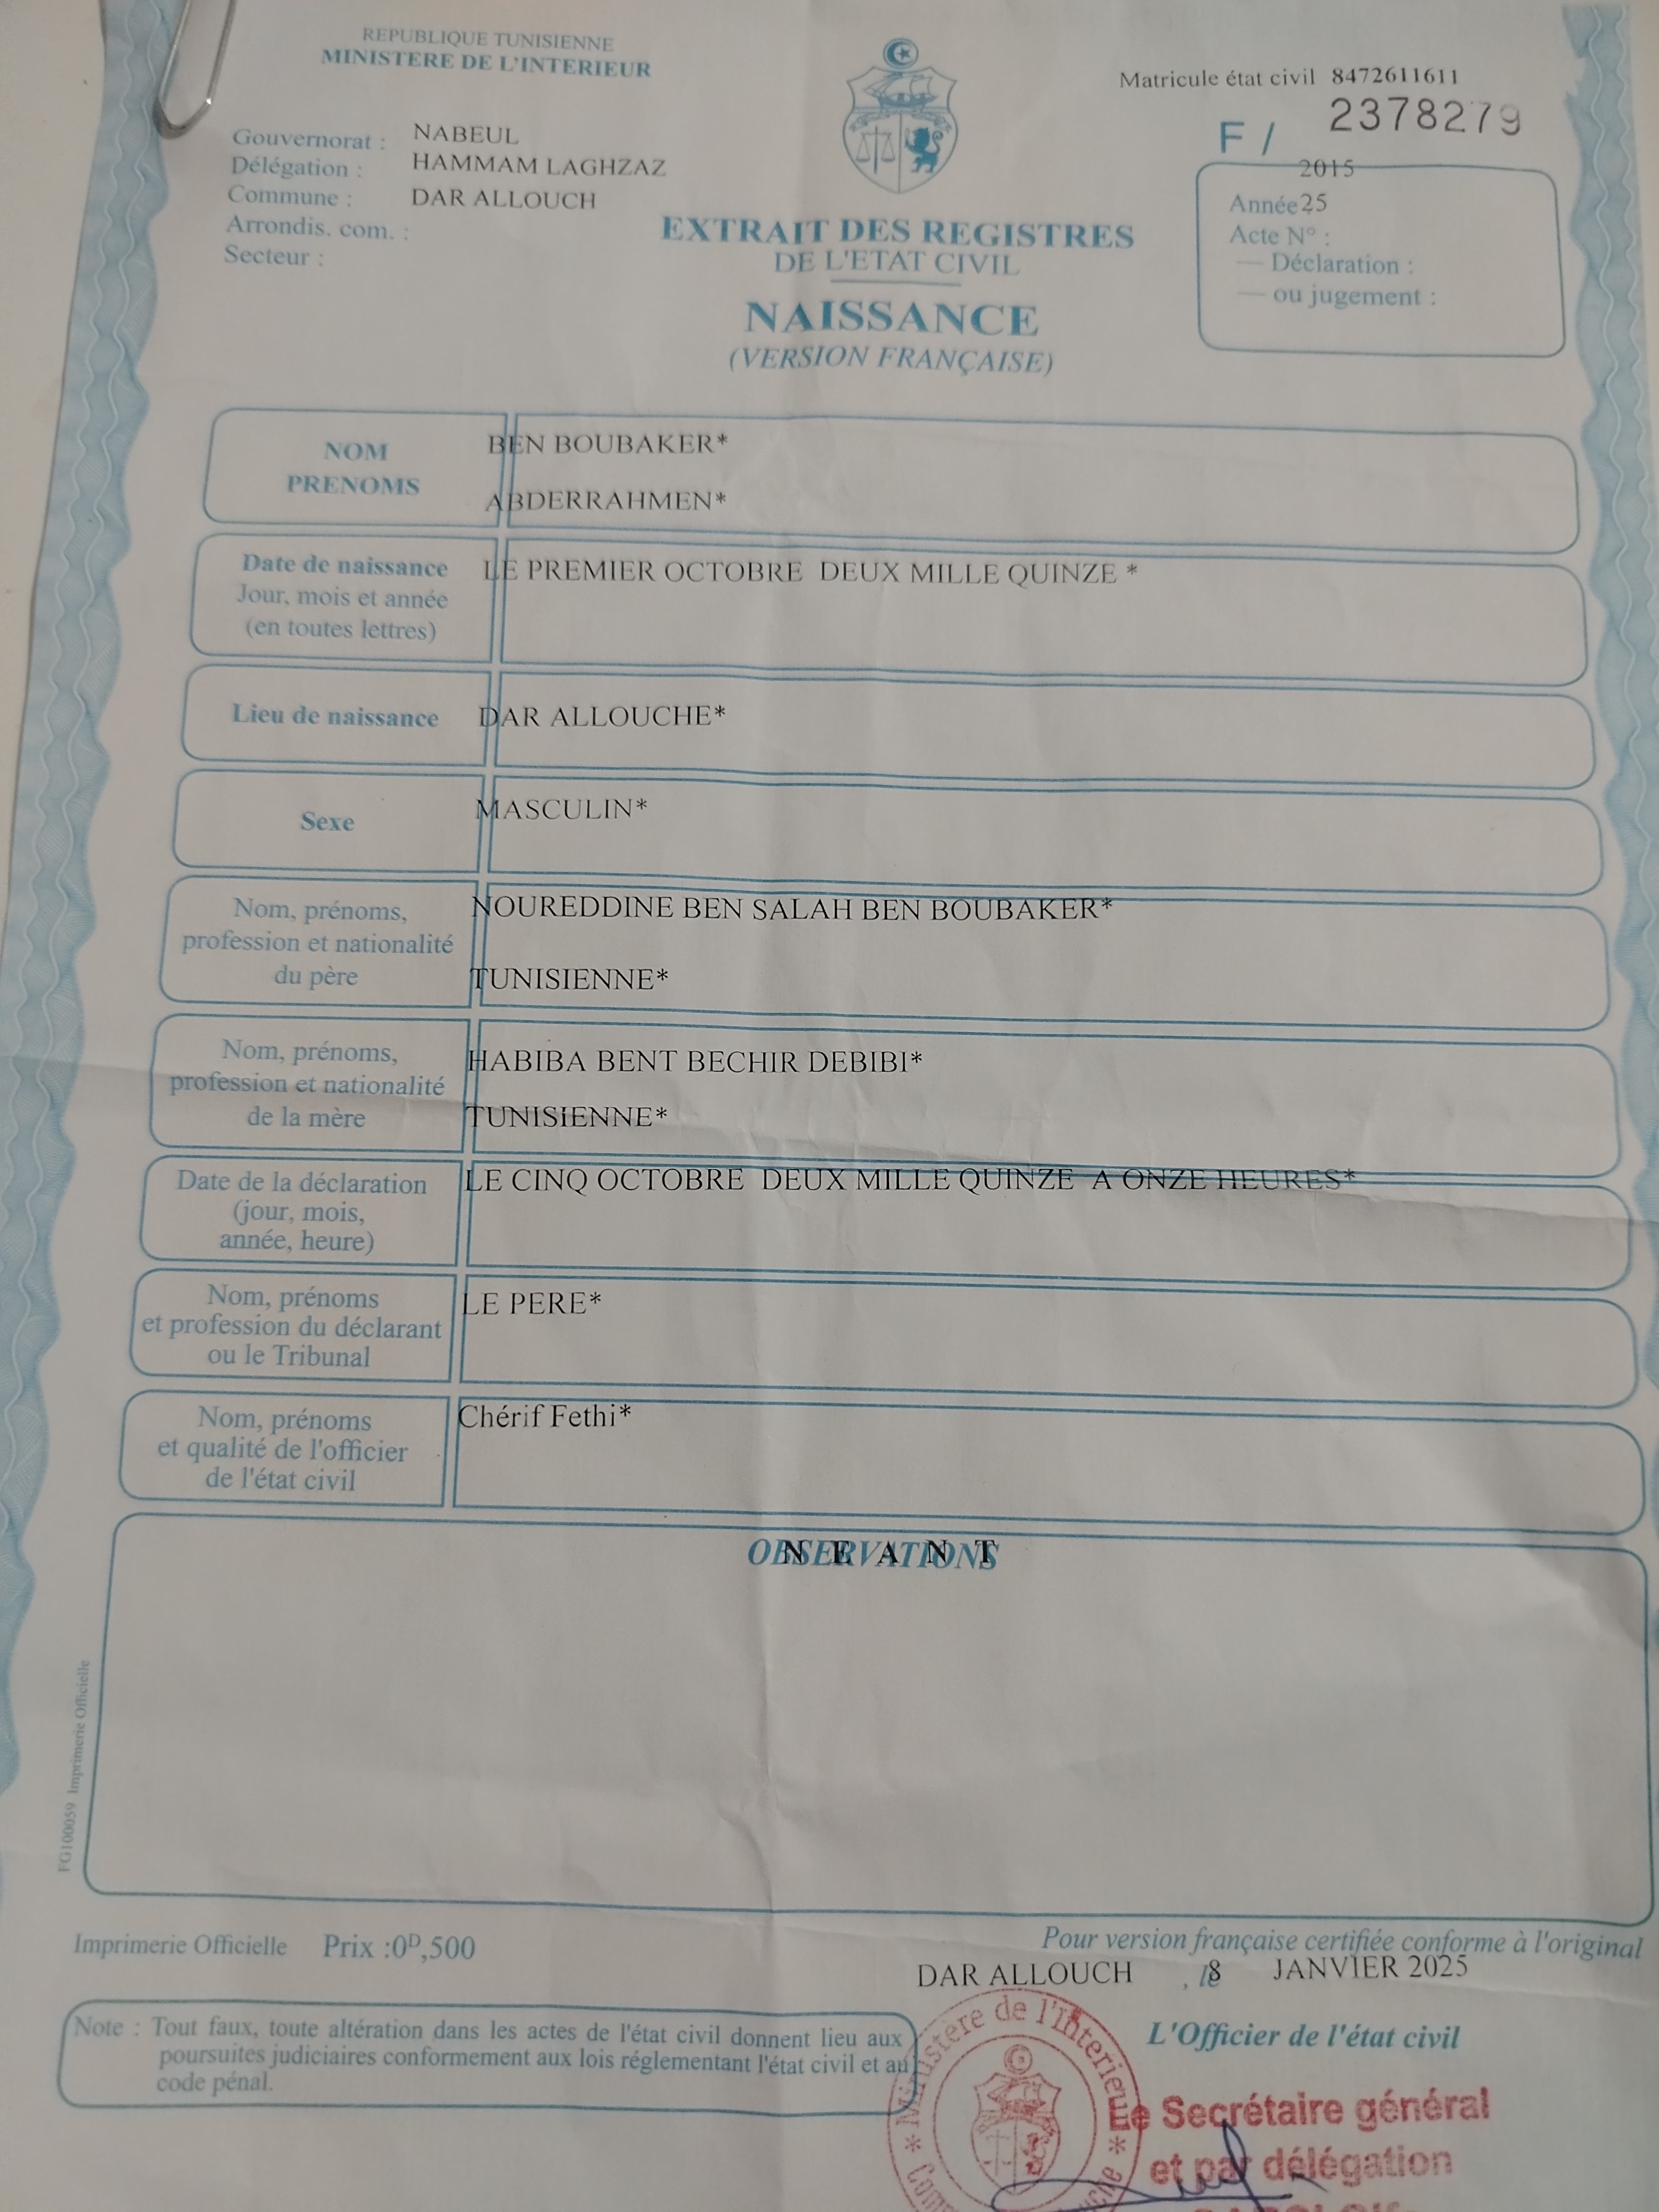 REPUBLIQUE TUNISIENNE
MINISTERE DE L'INTERIEUR
Gouvernorat : NABEUL
Délégation : HAMMAM LAGHZAZ
Commune : DAR ALLOUCH
Arrondis. com. :
Secteur :
Matricule état civil 8472611611
F / 2378279
2015
Année 25
Acte N° :
— Déclaration :
— ou jugement :
EXTRAIT DES REGISTRES
DE L'ETAT CIVIL
NAISSANCE
(VERSION FRANÇAISE)
NOM BEN BOUBAKER*
PRENOMS ABDERRAHMEN*
Date de naissance LE PREMIER OCTOBRE DEUX MILLE QUINZE *
Jour, mois et année
(en toutes lettres)
Lieu de naissance DAR ALLOUCHE*
Sexe MASCULIN*
Nom, prénoms, NOUREDDINE BEN SALAH BEN BOUBAKER*
profession et nationalité
du père TUNISIENNE*
Nom, prénoms, HABIBA BENT BECHIR DEBIBI*
profession et nationalité
de la mère TUNISIENNE*
Date de la déclaration LE CINQ OCTOBRE DEUX MILLE QUINZE A ONZE HEURES*
(jour, mois,
année, heure)
Nom, prénoms LE PERE*
et profession du déclarant
ou le Tribunal
Nom, prénoms Chérif Fethi*
et qualité de l'officier
de l'état civil
OBSERVATIONS
N E A N T
FG100059 Imprimerie Officielle
Imprimerie Officielle Prix :0D,500
Pour version française certifiée conforme à l'original
DAR ALLOUCH , le 8 JANVIER 2025
Note : Tout faux, toute altération dans les actes de l'état civil donnent lieu aux
poursuites judiciaires conformement aux lois réglementant l'état civil et au
code pénal.
L'Officier de l'état civil
* Ministère de l'Interieur *
Le Secrétaire général
et par délégation